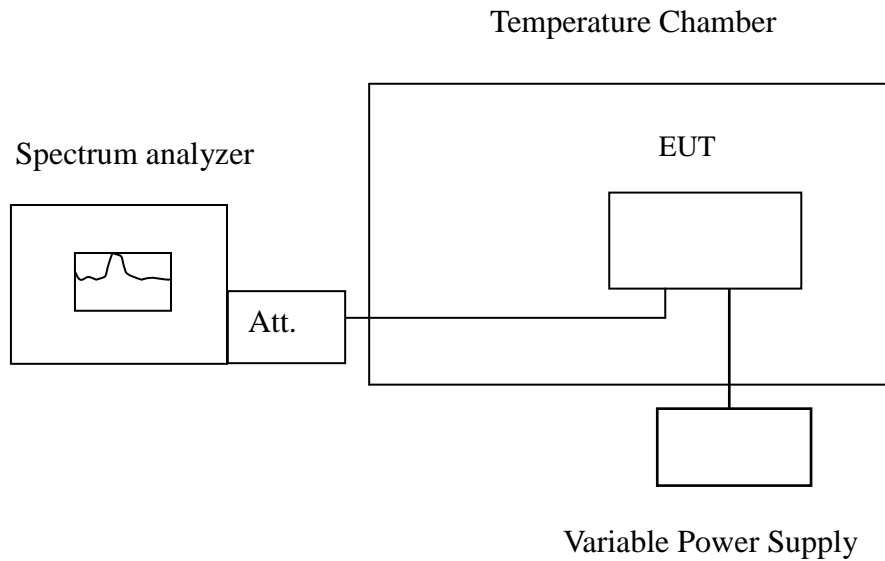 Temperature Chamber
Spectrum analyzer
EUT
Att.
Variable Power Supply